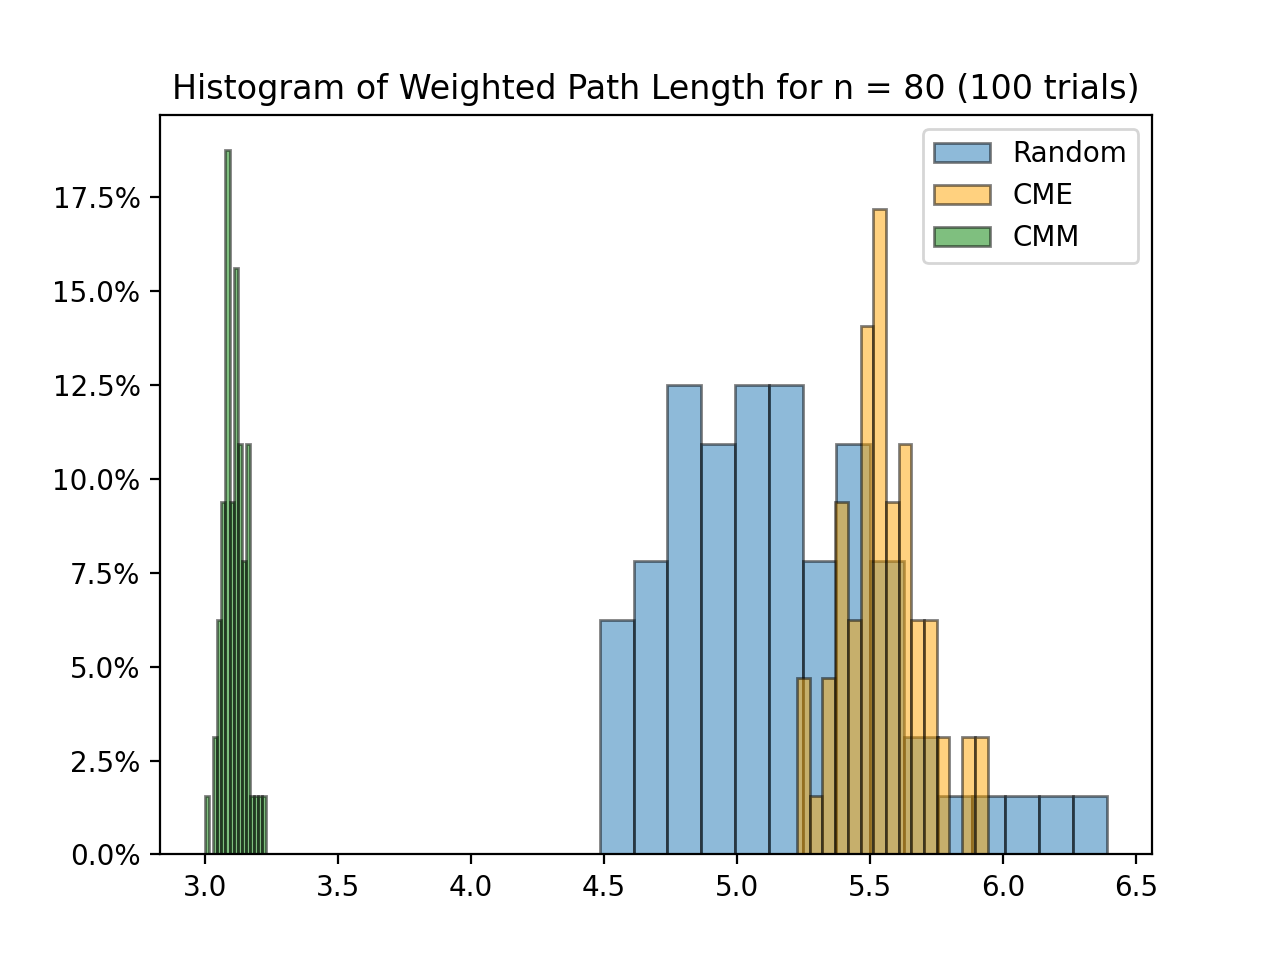 Histogram of Weighted Path Length for n = 80 (100 trials)
Random
CME
CMM
17.5%
15.0%
12.5%
10.0%
7.5%
5.0%
2.5%
0.0%
3.0 3.5 4.0 4.5 5.0 5.5 6.0 6.5